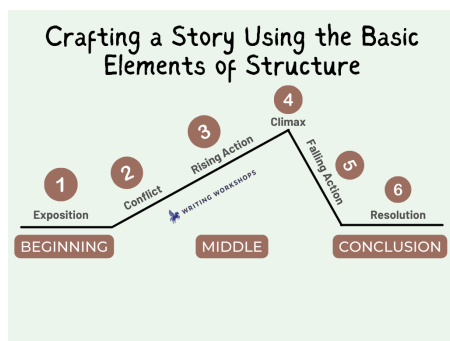 Crafting a Story Using the Basic
Elements of Structure
4
Climax
3
Rising Action
2
Conflict
1
Exposition
WRITING WORKSHOPS
Falling Action
5
6
Resolution
BEGINNING
MIDDLE
CONCLUSION